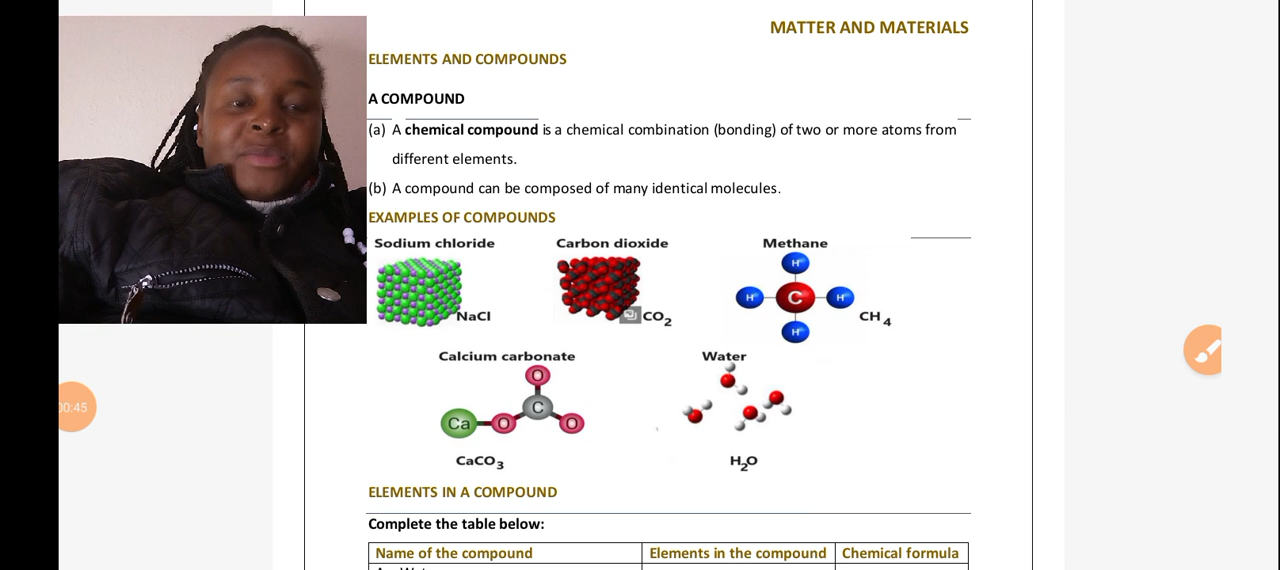 MATTER AND MATERIALS
ELEMENTS AND COMPOUNDS
A COMPOUND
(a) A chemical compound is a chemical combination (bonding) of two or more atoms from
different elements.
(b) A compound can be composed of many identical molecules.
EXAMPLES OF COMPOUNDS
Sodium chloride Carbon dioxide Methane
H
H C H
NaCl CO2 CH4
H
Calcium carbonate Water
O
C
Ca O O
CaCO3 H2O
00:45
ELEMENTS IN A COMPOUND
Complete the table below:
Name of the compound Elements in the compound Chemical formula